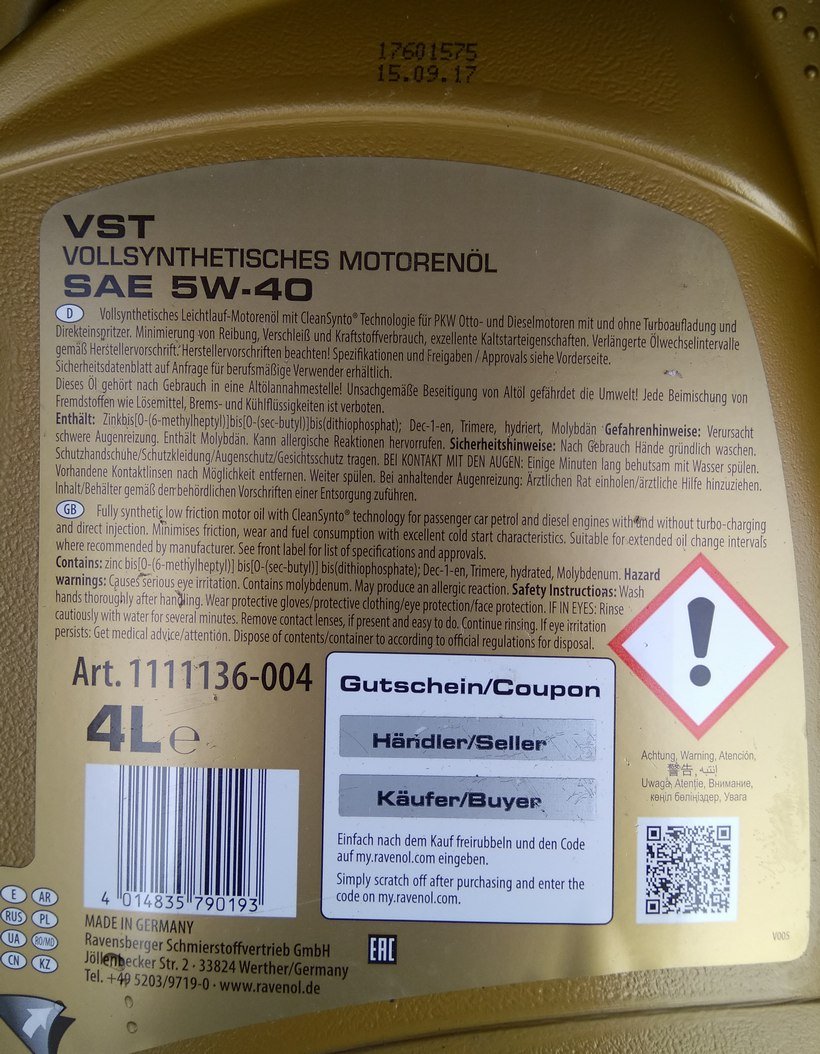 17601575
15.09.17
VST
VOLLSYNTHETISCHES MOTORENÖL
SAE 5W-40
D Vollsynthetisches Leichtlauf-Motorenöl mit CleanSynto® Technologie für PKW Otto- und Dieselmotoren mit und ohne Turboaufladung und
Direkteinspritzer. Minimierung von Reibung, Verschleiß und Kraftstoffverbrauch, exzellente Kaltstarteigenschaften. Verlängerte Ölwechselintervalle
gemäß Herstellervorschrift. Herstellervorschriften beachten! Spezifikationen und Freigaben / Approvals siehe Vorderseite.
Sicherheitsdatenblatt auf Anfrage für berufsmäßige Verwender erhältlich.
Dieses Öl gehört nach Gebrauch in eine Altölannahmestelle! Unsachgemäße Beseitigung von Altöl gefährdet die Umwelt! Jede Beimischung von
Fremdstoffen wie Lösemittel, Brems- und Kühlflüssigkeiten ist verboten.
Enthält: Zinkbis[O-(6-methylheptyl)]bis[O-(sec-butyl)]bis(dithiophosphat); Dec-1-en, Trimere, hydriert, Molybdän Gefahrenhinweise: Verursacht
schwere Augenreizung. Enthält Molybdän. Kann allergische Reaktionen hervorrufen. Sicherheitshinweise: Nach Gebrauch Hände gründlich waschen.
Schutzhandschuhe/Schutzkleidung/Augenschutz/Gesichtsschutz tragen. BEI KONTAKT MIT DEN AUGEN: Einige Minuten lang behutsam mit Wasser spülen.
Vorhandene Kontaktlinsen nach Möglichkeit entfernen. Weiter spülen. Bei anhaltender Augenreizung: Ärztlichen Rat einholen/ärztliche Hilfe hinzuziehen.
Inhalt/Behälter gemäß den behördlichen Vorschriften einer Entsorgung zuführen.
GB Fully synthetic low friction motor oil with CleanSynto® technology for passenger car petrol and diesel engines with and without turbo-charging
and direct injection. Minimises friction, wear and fuel consumption with excellent cold start characteristics. Suitable for extended oil change intervals
where recommended by manufacturer. See front label for list of specifications and approvals.
Contains: zinc bis[O-(6-methylheptyl)] bis[O-(sec-butyl)] bis(dithiophosphate); Dec-1-en, Trimere, hydrated, Molybdenum. Hazard
warnings: Causes serious eye irritation. Contains molybdenum. May produce an allergic reaction. Safety Instructions: Wash
hands thoroughly after handling. Wear protective gloves/protective clothing/eye protection/face protection. IF IN EYES: Rinse
cautiously with water for several minutes. Remove contact lenses, if present and easy to do. Continue rinsing. If eye irritation
persists: Get medical advice/attention. Dispose of contents/container to according to official regulations for disposal.
Art. 1111136-004
4L e
Gutschein/Coupon
Händler/Seller
Käufer/Buyer
Einfach nach dem Kauf freirubbeln und den Code
auf my.ravenol.com eingeben.
Simply scratch off after purchasing and enter the
code on my.ravenol.com.
Achtung, Warning, Atención,
警告, إنتبه
Uwaga, Atenție, Внимание,
көңіл бөліңіздер, Увага
4 014835 790193
E AR
RUS PL
UA RO/MD
CN KZ
MADE IN GERMANY
Ravensberger Schmierstoffvertrieb GmbH
Jöllenbecker Str. 2 · 33824 Werther/Germany
Tel. +49 5203/9719-0 · www.ravenol.de
EAC
V005